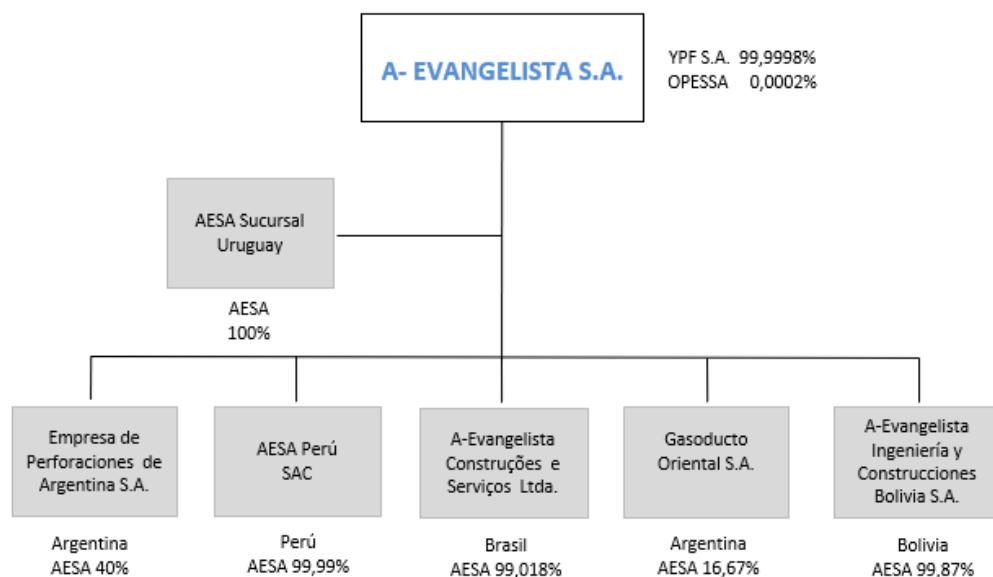 A- EVANGELISTA S.A.
YPF S.A. 99,9998%
OPESSA 0,0002%
AESA Sucursal
Uruguay
AESA
100%
Empresa de
Perforaciones de
Argentina S.A.
Argentina
AESA 40%
AESA Perú
SAC
Perú
AESA 99,99%
A-Evangelista
Construções e
Serviços Ltda.
Brasil
AESA 99,018%
Gasoducto
Oriental S.A.
Argentina
AESA 16,67%
A-Evangelista
Ingeniería y
Construcciones
Bolivia S.A.
Bolivia
AESA 99,87%